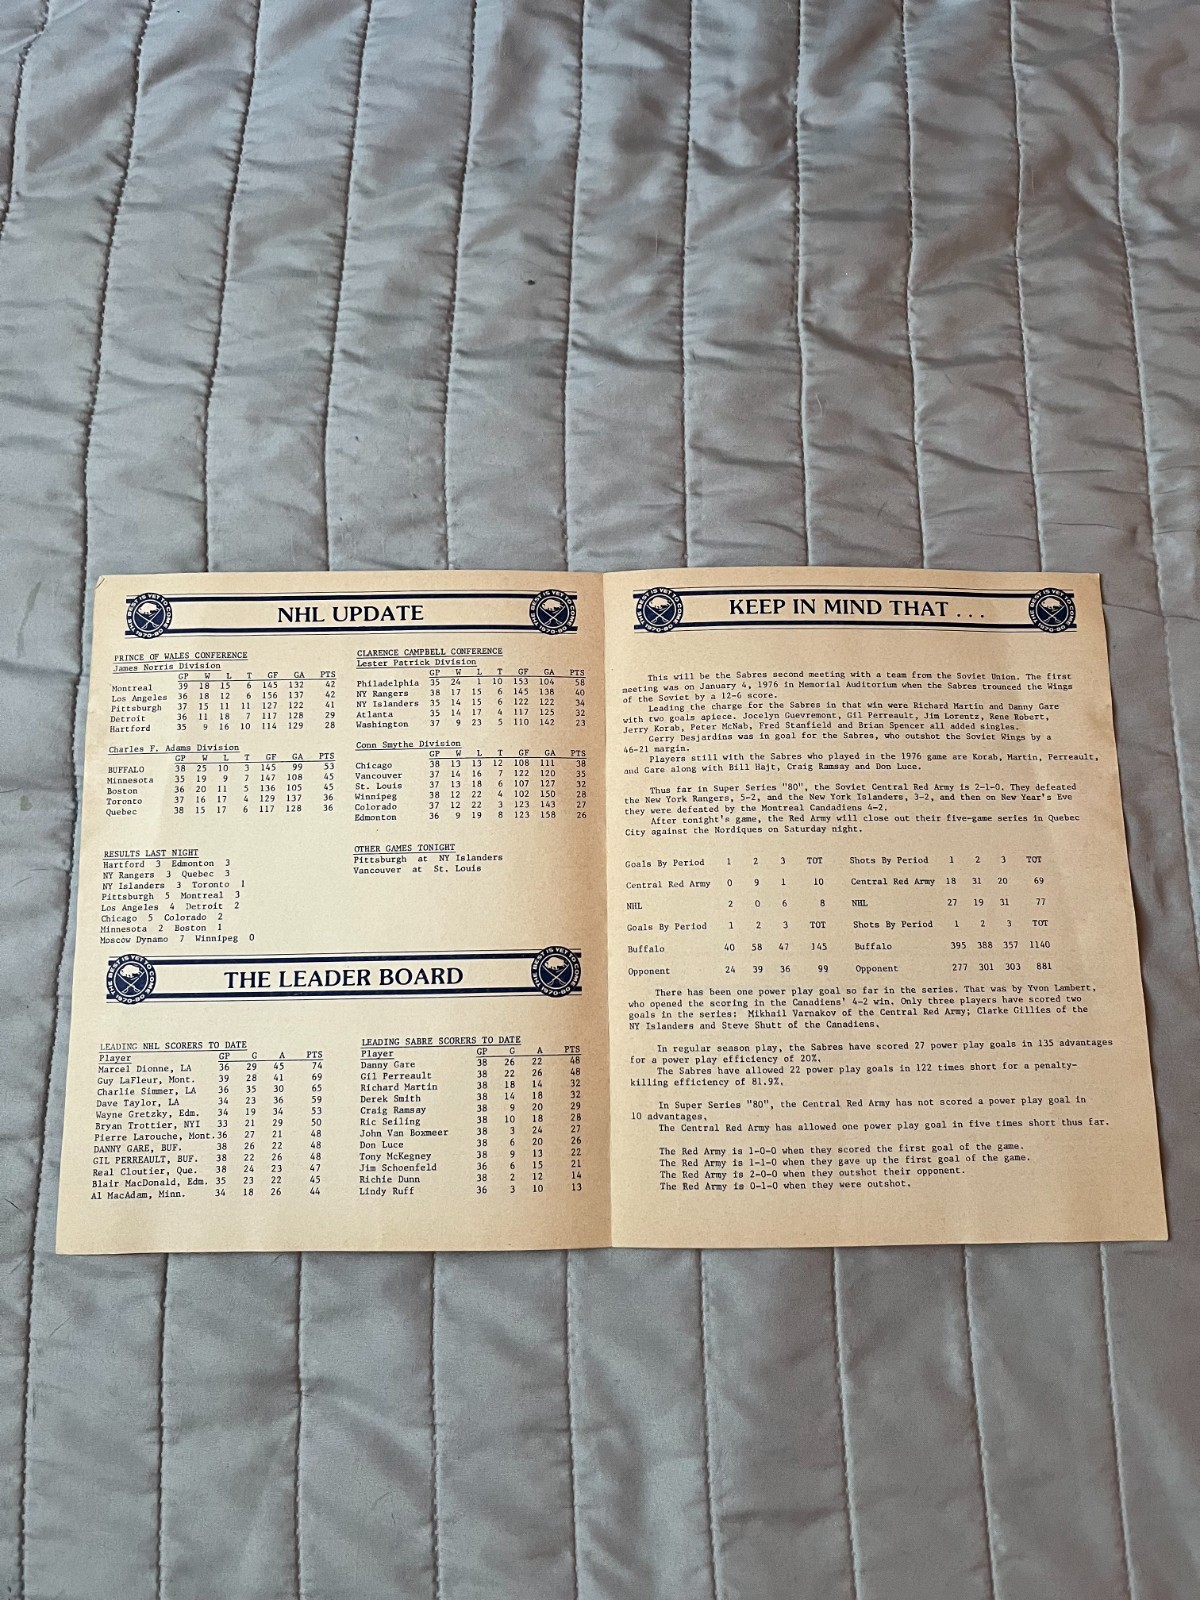 NHL UPDATE
PRINCE OF WALES CONFERENCE
James Norris Division
GP W L T GF GA PTS
Montreal 39 18 15 6 145 132 42
Los Angeles 36 18 12 6 156 137 42
Pittsburgh 37 15 11 11 127 122 41
Detroit 36 11 18 7 117 128 29
Hartford 35 9 16 10 114 129 28
Charles F. Adams Division
GP W L T GF GA PTS
BUFFALO 38 25 10 3 145 99 53
Minnesota 35 19 9 7 147 108 45
Boston 36 20 11 5 136 105 45
Toronto 37 16 17 4 129 137 36
Quebec 38 15 17 6 117 128 36
CLARENCE CAMPBELL CONFERENCE
Lester Patrick Division
GP W L T GF GA PTS
Philadelphia 35 24 1 10 153 104 58
NY Rangers 38 17 15 6 145 138 40
NY Islanders 35 14 15 6 122 122 34
Atlanta 35 14 17 4 117 125 32
Washington 37 9 23 5 110 142 23
Conn Smythe Division
GP W L T GF GA PTS
Chicago 38 13 13 12 108 111 38
Vancouver 37 14 16 7 122 120 35
St. Louis 37 13 18 6 107 127 32
Winnipeg 38 12 22 4 102 150 28
Colorado 37 12 22 3 123 143 27
Edmonton 36 9 19 8 123 158 26
RESULTS LAST NIGHT
Hartford 3 Edmonton 3
NY Rangers 3 Quebec 3
NY Islanders 3 Toronto 1
Pittsburgh 5 Montreal 3
Los Angeles 4 Detroit 2
Chicago 5 Colorado 2
Minnesota 2 Boston 1
Moscow Dynamo 7 Winnipeg 0
OTHER GAMES TONIGHT
Pittsburgh at NY Islanders
Vancouver at St. Louis
THE LEADER BOARD
LEADING NHL SCORERS TO DATE
Player GP G A PTS
Marcel Dionne, LA 36 29 45 74
Guy LaFleur, Mont. 39 28 41 69
Charlie Simmer, LA 36 35 30 65
Dave Taylor, LA 34 23 36 59
Wayne Gretzky, Edm. 34 19 34 53
Bryan Trottier, NYI 33 21 29 50
Pierre Larouche, Mont. 36 27 21 48
DANNY GARE, BUF. 38 26 22 48
GIL PERREAULT, BUF. 38 22 26 48
Real Cloutier, Que. 38 24 23 47
Blair MacDonald, Edm. 35 23 22 45
Al MacAdam, Minn. 34 18 26 44
LEADING SABRE SCORERS TO DATE
Player GP G A PTS
Danny Gare 38 26 22 48
Gil Perreault 38 22 26 48
Richard Martin 38 18 14 32
Derek Smith 38 14 18 32
Craig Ramsay 38 9 20 29
Ric Seiling 38 10 18 28
John Van Boxmeer 38 3 24 27
Don Luce 38 6 20 26
Tony McKegney 38 9 13 22
Jim Schoenfeld 36 6 15 21
Richie Dunn 38 2 12 14
Lindy Ruff 36 3 10 13
KEEP IN MIND THAT . . .
This will be the Sabres second meeting with a team from the Soviet Union. The first
meeting was on January 4, 1976 in Memorial Auditorium when the Sabres trounced the Wings
of the Soviet by a 12-6 score.
Leading the charge for the Sabres in that win were Richard Martin and Danny Gare
with two goals apiece. Jocelyn Guevremont, Gil Perreault, Jim Lorentz, Rene Robert,
Jerry Korab, Peter McNab, Fred Stanfield and Brian Spencer all added singles.
Gerry Desjardins was in goal for the Sabres, who outshot the Soviet Wings by a
46-21 margin.
Players still with the Sabres who played in the 1976 game are Korab, Martin, Perreault,
and Gare along with Bill Hajt, Craig Ramsay and Don Luce.
Thus far in Super Series "80", the Soviet Central Red Army is 2-1-0. They defeated
the New York Rangers, 5-2, and the New York Islanders, 3-2, and then on New Year's Eve
they were defeated by the Montreal Candadiens 4-2.
After tonight's game, the Red Army will close out their five-game series in Quebec
City against the Nordiques on Saturday night.
Goals By Period 1 2 3 TOT Shots By Period 1 2 3 TOT
Central Red Army 0 9 1 10 Central Red Army 18 31 20 69
NHL 2 0 6 8 NHL 27 19 31 77
Goals By Period 1 2 3 TOT Shots By Period 1 2 3 TOT
Buffalo 40 58 47 145 Buffalo 395 388 357 1140
Opponent 24 39 36 99 Opponent 277 301 303 881
There has been one power play goal so far in the series. That was by Yvon Lambert,
who opened the scoring in the Canadiens' 4-2 win. Only three players have scored two
goals in the series: Mikhail Varnakov of the Central Red Army; Clarke Gillies of the
NY Islanders and Steve Shutt of the Canadiens.
In regular season play, the Sabres have scored 27 power play goals in 135 advantages
for a power play efficiency of 20%.
The Sabres have allowed 22 power play goals in 122 times short for a penalty-
killing efficiency of 81.9%.
In Super Series "80", the Central Red Army has not scored a power play goal in
10 advantages.
The Central Red Army has allowed one power play goal in five times short thus far.
The Red Army is 1-0-0 when they scored the first goal of the game.
The Red Army is 1-1-0 when they gave up the first goal of the game.
The Red Army is 2-0-0 when they outshot their opponent.
The Red Army is 0-1-0 when they were outshot.